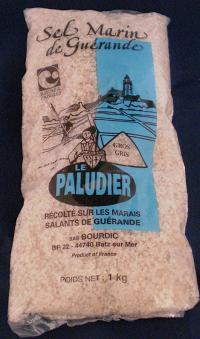 Sel Marin
de Guérande
GROS
GRIS
LE
PALUDIER
RÉCOLTÉ SUR LES MARAIS
SALANTS DE GUÉRANDE
SAS BOURDIC
BP 22 - 44740 Batz sur Mer
Product of France
POIDS NET : 1 kg